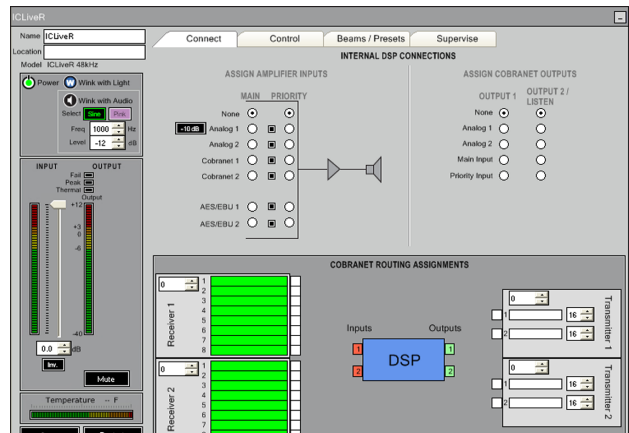 ICLiveR
Name ICLiveR
Location
Model ICLiveR 48kHz
Connect Control Beams / Presets Supervise
INTERNAL DSP CONNECTIONS
Power W Wink with Light
Wink with Audio
Select Sine Pink
Freq 1000 Hz
Level -12 dB
ASSIGN AMPLIFIER INPUTS
MAIN PRIORITY
None
-10 dB Analog 1
Analog 2
Cobranet 1
Cobranet 2
AES/EBU 1
AES/EBU 2
ASSIGN COBRANET OUTPUTS
OUTPUT 1 OUTPUT 2 /
LISTEN
None
Analog 1
Analog 2
Main Input
Priority Input
INPUT OUTPUT
Fail
Peak
Thermal
Output
+12
+3
0
-6
-40
0.0 dB
Inv.
Mute
Temperature -- F
COBRANET ROUTING ASSIGNMENTS
Receiver 1
0
1
2
3
4
5
6
7
8
Receiver 2
0
1
2
3
4
5
6
7
Inputs Outputs
1 DSP 1
2 2
Transmitter 1
0
1 16
2 16
Transmitter 2
0
1 16
2 16